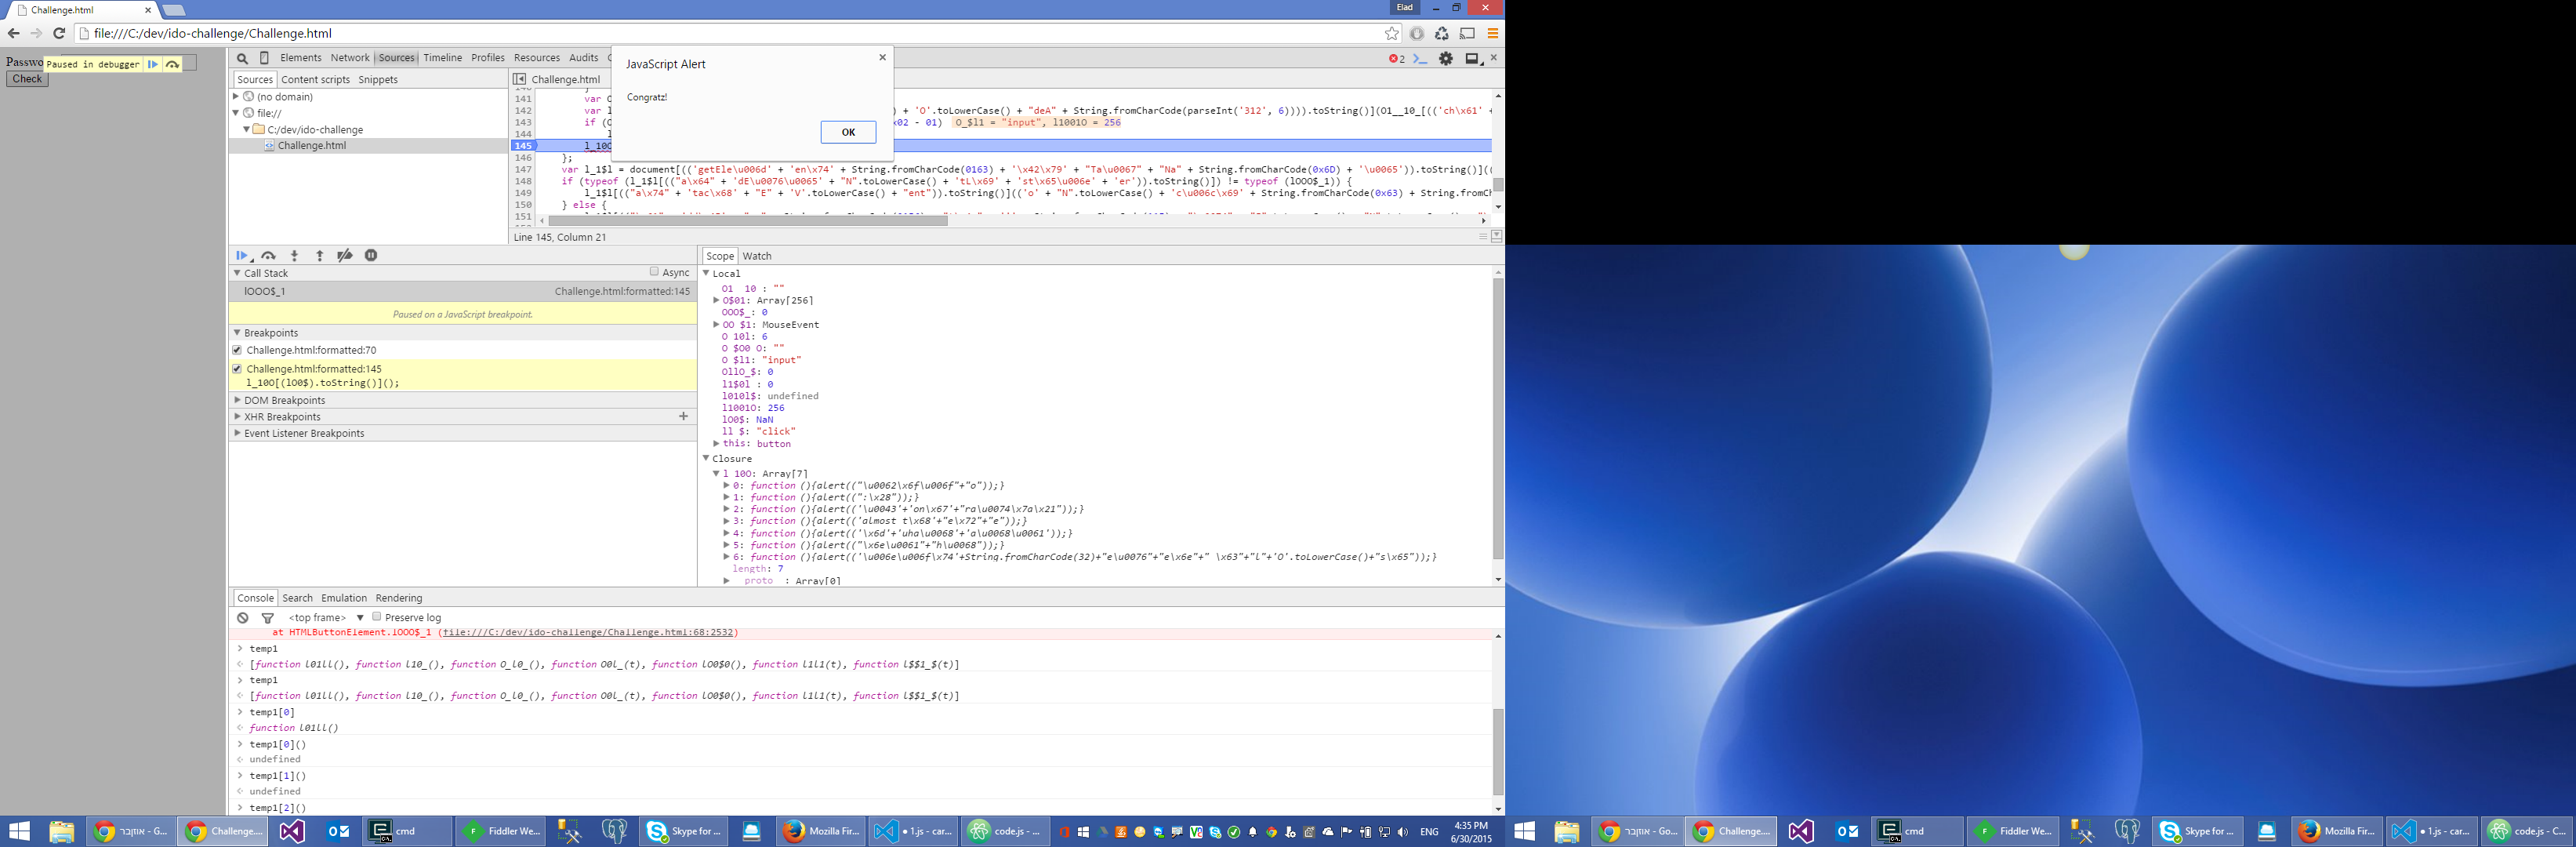 Challenge.html
Elad
file:///C:/dev/ido-challenge/Challenge.html
Passwo
Paused in debugger
Check
Elements Network Sources Timeline Profiles Resources Audits
2
Sources Content scripts Snippets
(no domain)
file://
C:/dev/ido-challenge
Challenge.html
Challenge.html
JavaScript Alert
Congratz!
OK
141 var O
142 var l ) + 'O'.toLowerCase() + "deA" + String.fromCharCode(parseInt('312', 6)))).toString()](O1__10_[(('ch\x61' +
143 if (O x02 - 01) O_$l1 = "input", l1001O = 256
144 l
145 l_10O
146 };
147 var l_1$l = document[(('getEle\u006d' + 'en\x74' + String.fromCharCode(0163) + '\x42\x79' + "Ta\u0067" + "Na" + String.fromCharCode(0x6D) + '\u0065')).toString()]((
148 if (typeof (l_1$l[(("a\x64" + 'dE\u0076\u0065' + "N".toLowerCase() + 'tL\x69' + 'st\x65\u006e' + 'er')).toString()]) != typeof (lOOO$_1)) {
149 l_1$l[(("a\x74" + 'tac\x68' + "E" + 'V'.toLowerCase() + "ent")).toString()](('o' + "N".toLowerCase() + 'c\u006c\x69' + String.fromCharCode(0x63) + String.fromCh
150 } else {
151
Line 145, Column 21
Call Stack
Async
lOOO$_1 Challenge.html:formatted:145
Paused on a JavaScript breakpoint.
Breakpoints
Challenge.html:formatted:70
Challenge.html:formatted:145
l_10O[(lO0$).toString()]();
DOM Breakpoints
XHR Breakpoints +
Event Listener Breakpoints
Scope Watch
Local
O1 10 : ""
O$01: Array[256]
OOO$_: 0
OO $1: MouseEvent
O 10l: 6
O $O0 O: ""
O $l1: "input"
OllO_$: 0
l1$0l : 0
l010l$: undefined
l1001O: 256
lO0$: NaN
ll $: "click"
this: button
Closure
l 10O: Array[7]
0: function (){alert(("\u0062\x6f\u006f"+"o"));}
1: function (){alert((":\x28"));}
2: function (){alert(('\u0043'+'on\x67'+"ra\u0074\x7a\x21"));}
3: function (){alert(('almost t\x68'+"e\x72"+"e"));}
4: function (){alert(('\x6d'+'uha\u0068'+'a\u0068\u0061'));}
5: function (){alert(("\x6e\u0061"+"h\u0068"));}
6: function (){alert(('\u006e\u006f\x74'+String.fromCharCode(32)+"e\u0076"+"e\x6e"+" \x63"+"l"+'O'.toLowerCase()+"s\x65"));}
length: 7
proto : Array[0]
Console Search Emulation Rendering
<top frame> Preserve log
at HTMLButtonElement.lOOO$_1 (file:///C:/dev/ido-challenge/Challenge.html:68:2532)
temp1
[function l01ll(), function l10_(), function O_l0_(), function O0l_(t), function lO0$0(), function l1l1(t), function l$$1_$(t)]
temp1
[function l01ll(), function l10_(), function O_l0_(), function O0l_(t), function lO0$0(), function l1l1(t), function l$$1_$(t)]
temp1[0]
function l01ll()
temp1[0]()
undefined
temp1[1]()
undefined
temp1[2]()
אוזובר - G... Challenge.... cmd Fiddler We... Skype for ... Mozilla Fir... • 1.js - car... code.js - ... ENG 4:35 PM
6/30/2015
אוזובר - Go... Challenge.... cmd Fiddler We... Skype for ... Mozilla Fir... • 1.js - car... code.js - C...